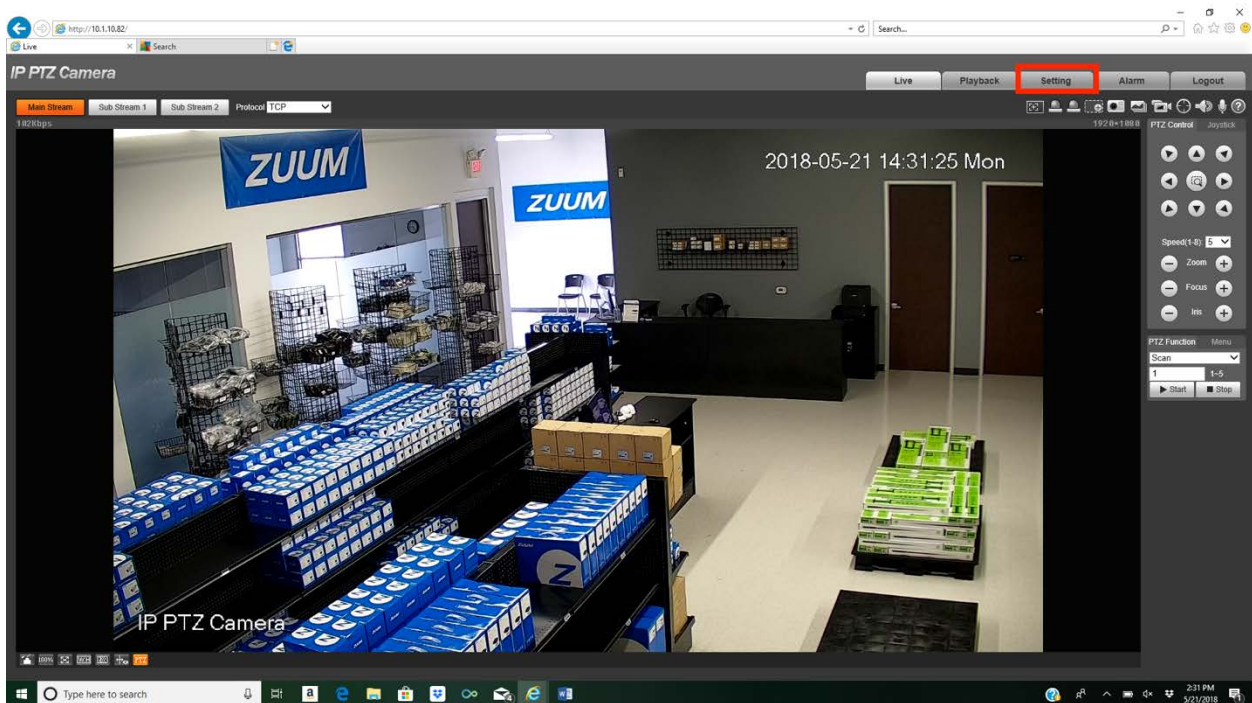 http://10.1.10.82/
Search...
Live
Search
IP PTZ Camera
Live Playback Setting Alarm Logout
Main Stream Sub Stream 1 Sub Stream 2 Protocol TCP
102Kbps
1920*1080
PTZ Control Joystick
ZUUM
2018-05-21 14:31:25 Mon
ZUUM
Speed(1-8): 5
Zoom
Focus
Iris
PTZ Function Menu
Scan
1 1~5
Start Stop
Z
IP PTZ Camera
100%
PTZ
Type here to search
a
2:31 PM
5/21/2018